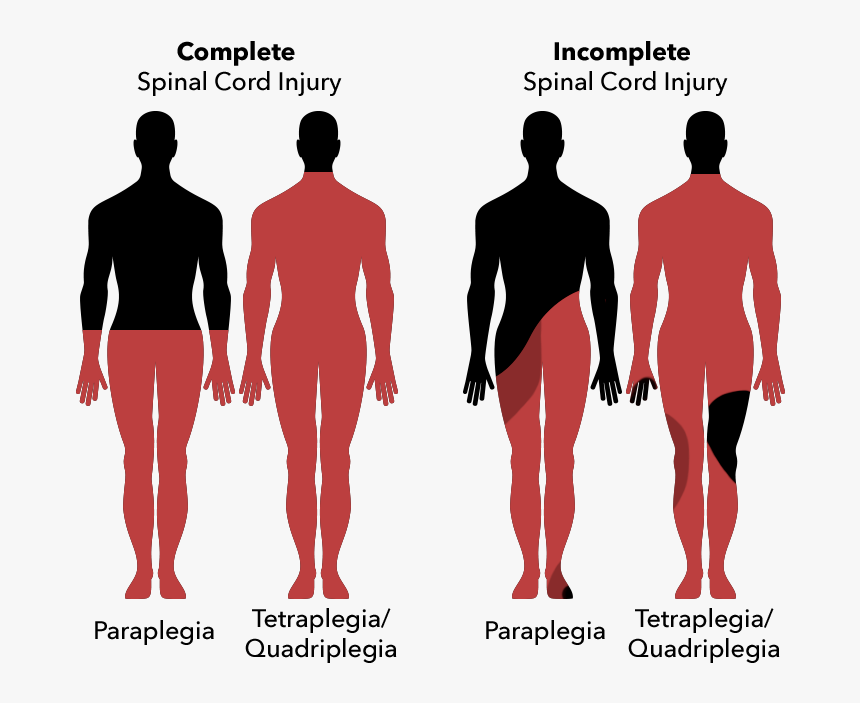 Complete
Spinal Cord Injury
Incomplete
Spinal Cord Injury
Paraplegia
Tetraplegia/
Quadriplegia
Paraplegia
Tetraplegia/
Quadriplegia